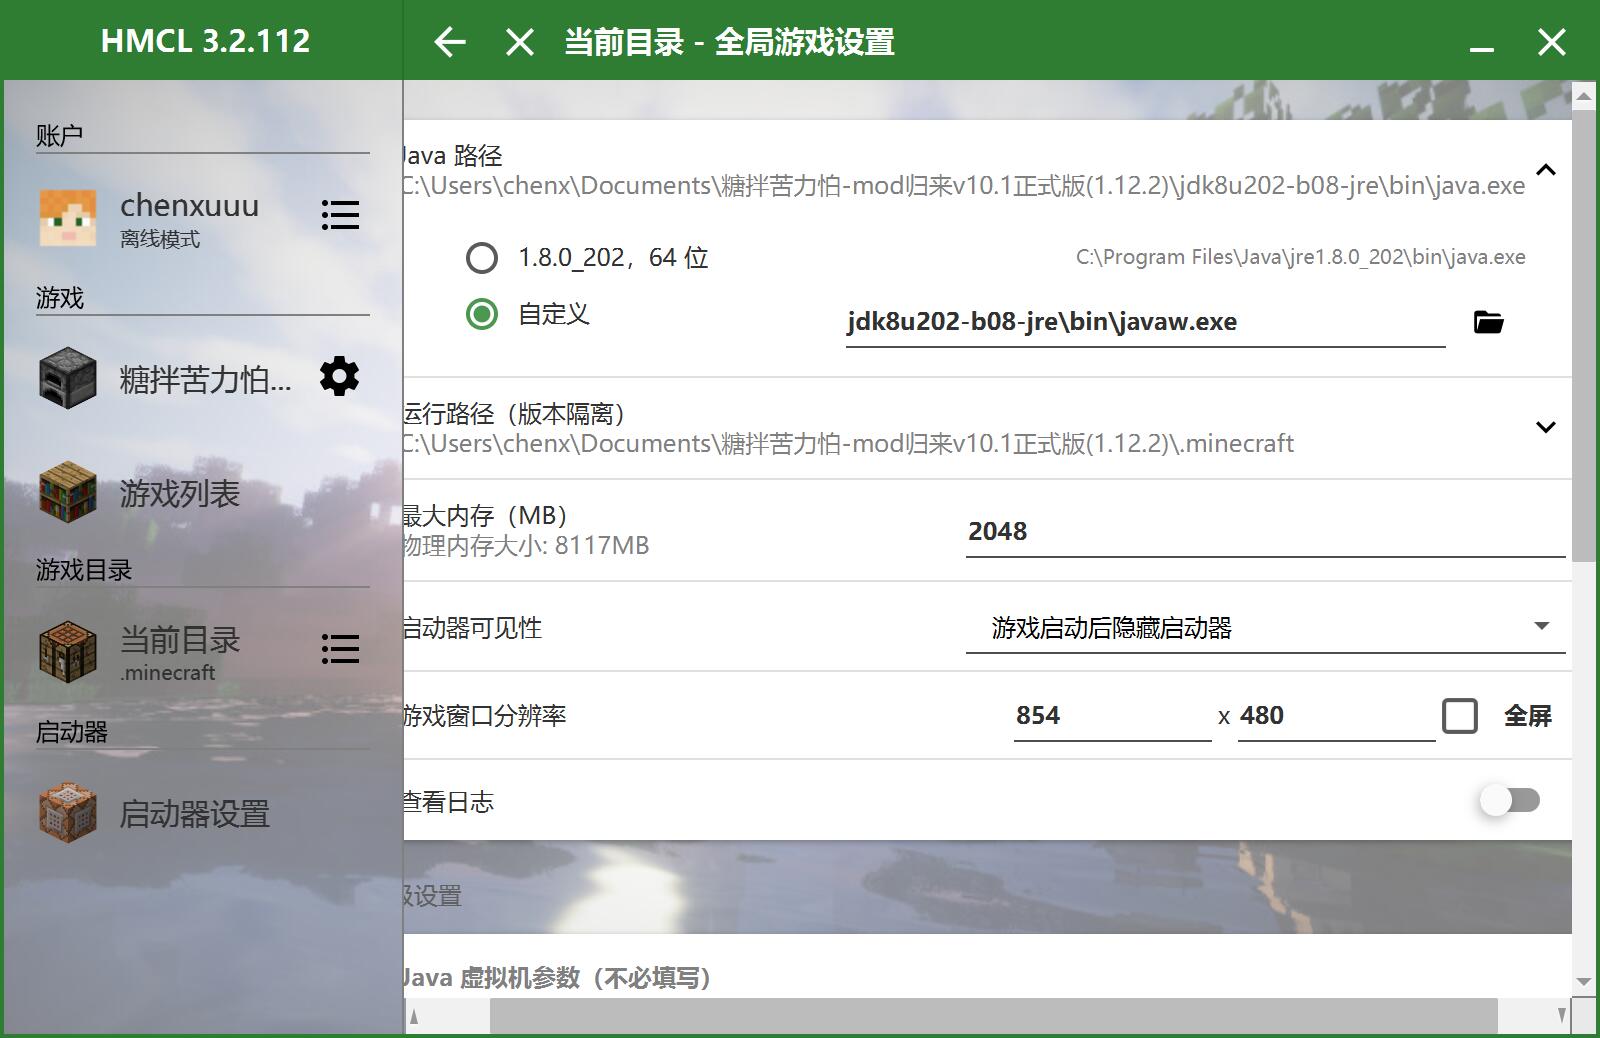 HMCL 3.2.112
当前目录 - 全局游戏设置
账户
chenxuuu
离线模式
游戏
糖拌苦力怕...
游戏列表
游戏目录
当前目录
.minecraft
启动器
启动器设置
Java 路径
C:\Users\chenx\Documents\糖拌苦力怕-mod归来v10.1正式版(1.12.2)\jdk8u202-b08-jre\bin\java.exe
1.8.0_202，64 位
C:\Program Files\Java\jre1.8.0_202\bin\java.exe
自定义
jdk8u202-b08-jre\bin\javaw.exe
运行路径（版本隔离）
C:\Users\chenx\Documents\糖拌苦力怕-mod归来v10.1正式版(1.12.2)\.minecraft
最大内存（MB）
物理内存大小: 8117MB
2048
启动器可见性
游戏启动后隐藏启动器
游戏窗口分辨率
854 x 480
全屏
查看日志
级设置
Java 虚拟机参数（不必填写）